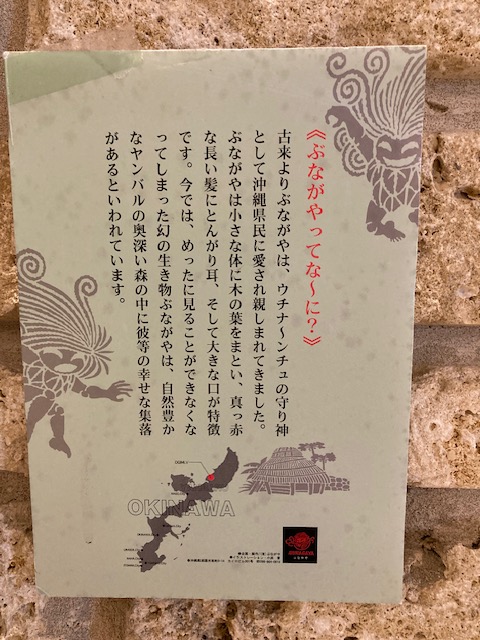 《ぶながやってな～に？》
古来よりぶながやは、ウチナ～ンチュの守り神
として沖縄県民に愛され親しまれてきました。
ぶながやは小さな体に木の葉をまとい、真っ赤
な長い髪にとんがり耳、そして大きな口が特徴
です。今では、めったに見ることができなくな
ってしまった幻の生き物ぶながやは、自然豊か
なヤンバルの奥深い森の中に彼等の幸せな集落
があるといわれています。
OGIMI
OKINAWA
BUNAGAYA